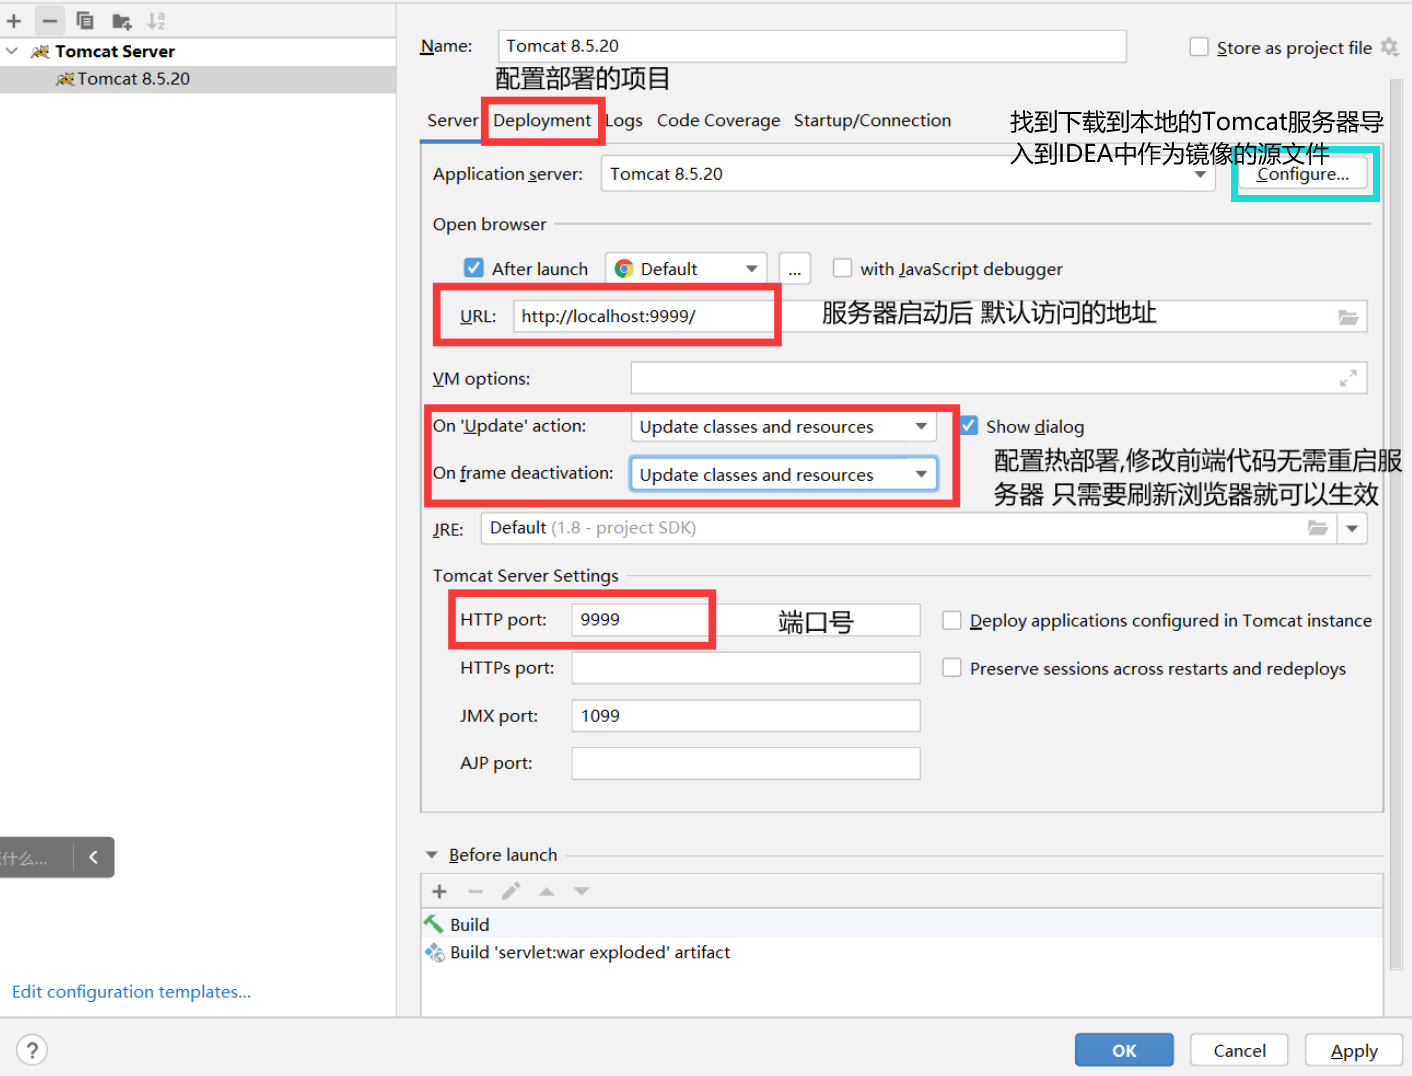 Tomcat Server
Tomcat 8.5.20
Name: Tomcat 8.5.20
Store as project file
配置部署的项目
Server Deployment Logs Code Coverage Startup/Connection
找到下载到本地的Tomcat服务器导
入到IDEA中作为镜像的源文件
Application server: Tomcat 8.5.20 Configure...
Open browser
After launch Default ... with JavaScript debugger
URL: http://localhost:9999/ 服务器启动后 默认访问的地址
VM options:
On 'Update' action: Update classes and resources Show dialog
On frame deactivation: Update classes and resources
配置热部署,修改前端代码无需重启服
务器 只需要刷新浏览器就可以生效
JRE: Default (1.8 - project SDK)
Tomcat Server Settings
HTTP port: 9999 端口号 Deploy applications configured in Tomcat instance
HTTPs port: Preserve sessions across restarts and redeploys
JMX port: 1099
AJP port:
什么...
Before launch
Build
Build 'servlet:war exploded' artifact
Edit configuration templates...
? OK Cancel Apply